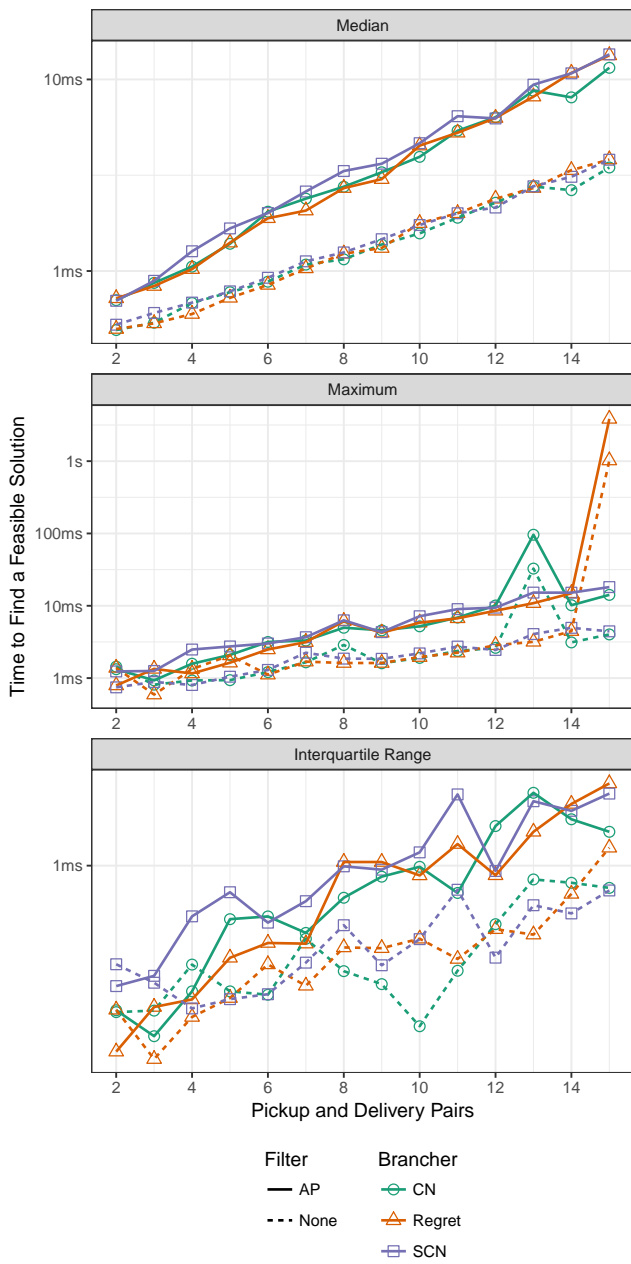 Median
10ms
1ms
2 4 6 8 10 12 14
Maximum
1s
100ms
10ms
1ms
2 4 6 8 10 12 14
Interquartile Range
1ms
2 4 6 8 10 12 14
Time to Find a Feasible Solution
Pickup and Delivery Pairs
Filter
AP
None
Brancher
CN
Regret
SCN